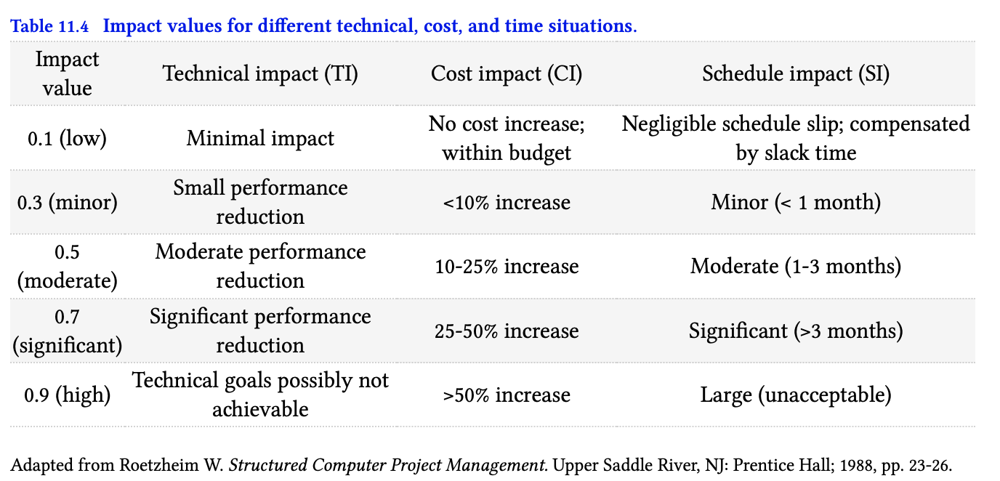 Table 11.4 Impact values for different technical, cost, and time situations.
Impact
value
Technical impact (TI)
Cost impact (CI)
Schedule impact (SI)
0.1 (low)
Minimal impact
No cost increase;
within budget
Negligible schedule slip; compensated
by slack time
0.3 (minor)
Small performance
reduction
<10% increase
Minor (< 1 month)
0.5
(moderate)
Moderate performance
reduction
10-25% increase
Moderate (1-3 months)
0.7
(significant)
Significant performance
reduction
25-50% increase
Significant (>3 months)
0.9 (high)
Technical goals possibly not
achievable
>50% increase
Large (unacceptable)
Adapted from Roetzheim W. Structured Computer Project Management. Upper Saddle River, NJ: Prentice Hall; 1988, pp. 23-26.